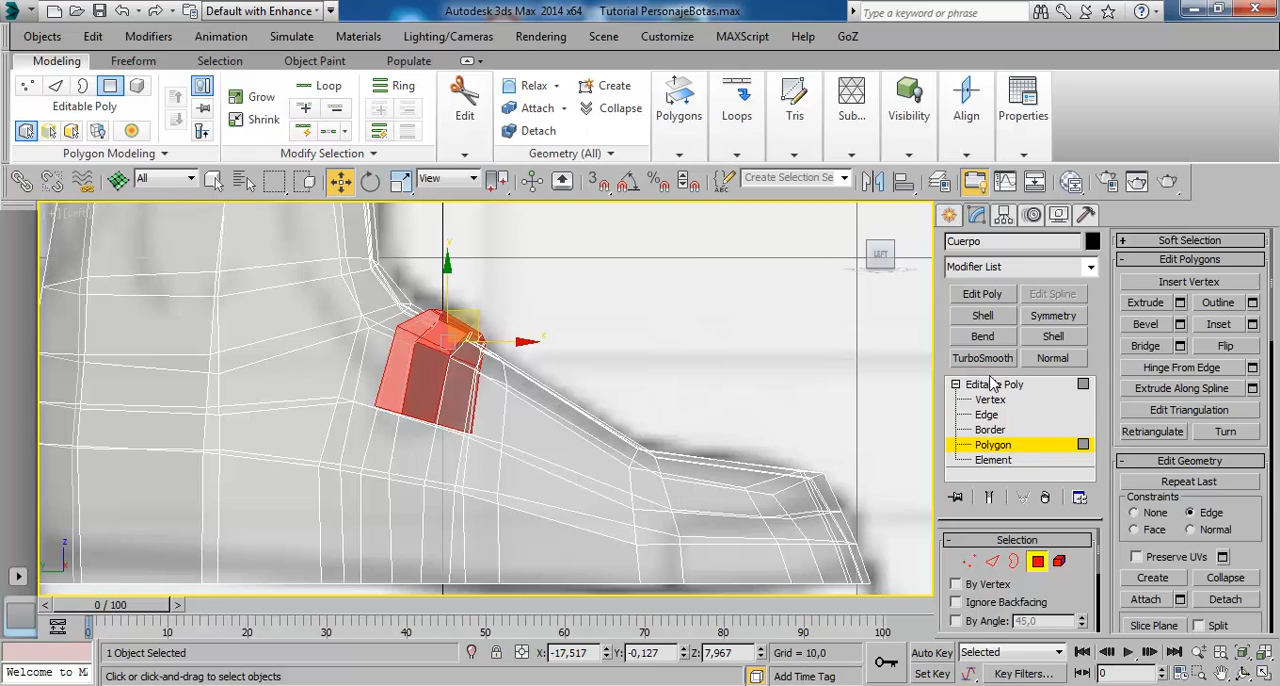 Default with Enhance
Autodesk 3ds Max 2014 x64 Tutorial PersonajeBotas.max
Type a keyword or phrase
Objects Edit Modifiers Animation Simulate Materials Lighting/Cameras Rendering Scene Customize MAXScript Help GoZ
Modeling Freeform Selection Object Paint Populate
Editable Poly
Polygon Modeling
Grow
Shrink
Loop
Ring
Modify Selection
Edit
Relax
Create
Attach
Collapse
Detach
Geometry (All)
Polygons
Loops
Tris
Sub...
Visibility
Align
Properties
All
View
Create Selection Se
LEFT
Cuerpo
Modifier List
Edit Poly Edit Spline
Shell Symmetry
Bend Shell
TurboSmooth Normal
Editable Poly
Vertex
Edge
Border
Polygon
Element
Selection
By Vertex
Ignore Backfacing
By Angle: 45,0
Soft Selection
Edit Polygons
Insert Vertex
Extrude Outline
Bevel Inset
Bridge Flip
Hinge From Edge
Extrude Along Spline
Edit Triangulation
Retriangulate Turn
Edit Geometry
Repeat Last
Constraints
None Edge
Face Normal
Preserve UVs
Create Collapse
Attach Detach
Slice Plane Split
y
x
z
y x
0 / 100
0 10 20 30 40 50 60 70 80 90 100
1 Object Selected
X: -17,517 Y: -0,127 Z: 7,967 Grid = 10,0
Auto Key Selected
Welcome to M
Click or click-and-drag to select objects
Add Time Tag
Set Key Key Filters... 0